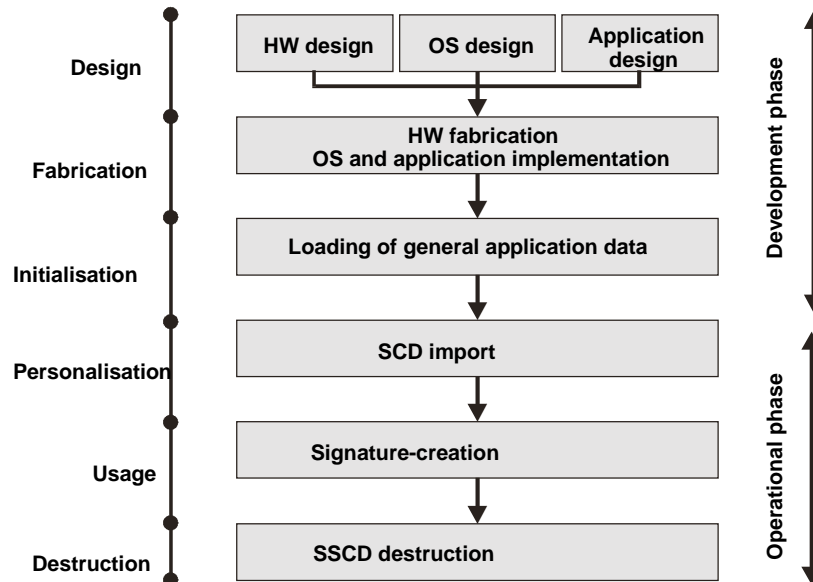 HW design
OS design
Application
design
Design
HW fabrication
OS and application implementation
Fabrication
Loading of general application data
Initialisation
Development phase
SCD import
Personalisation
Signature-creation
Usage
SSCD destruction
Destruction
Operational phase